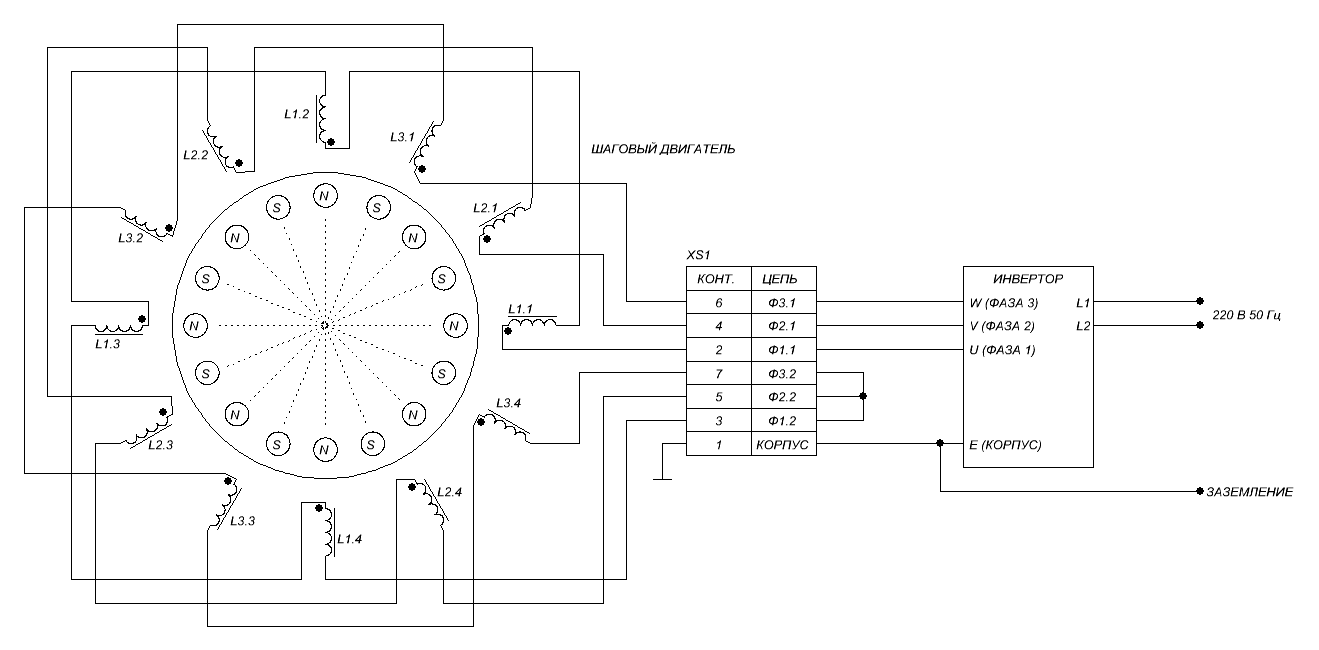 L1.2
L3.1
L2.2
ШАГОВЫЙ ДВИГАТЕЛЬ
N
S
S
L2.1
L3.2
N
N
XS1
S
S
КОНТ. ЦЕПЬ
ИНВЕРТОР
6 Ф3.1
W (ФАЗА 3) L1
L1.1
220 В 50 Гц
N
N
4 Ф2.1
V (ФАЗА 2) L2
L1.3
2 Ф1.1
U (ФАЗА 1)
S
S
7 Ф3.2
5 Ф2.2
L3.4
N
N
3 Ф1.2
L2.3
S
N
S
1 КОРПУС
E (КОРПУС)
L2.4
ЗАЗЕМЛЕНИЕ
L3.3
L1.4